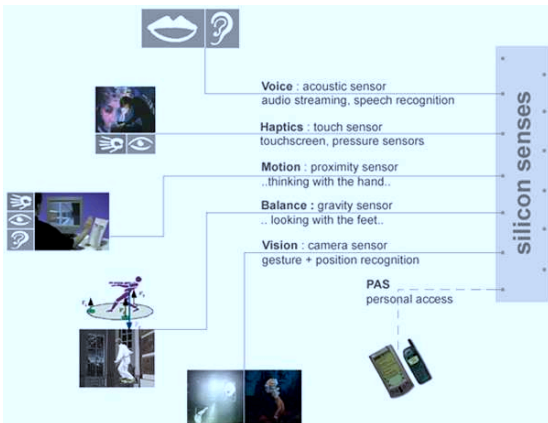 Voice : acoustic sensor
audio streaming, speech recognition
Haptics : touch sensor
touchscreen, pressure sensors
Motion : proximity sensor
..thinking with the hand..
Balance : gravity sensor
.. looking with the feet..
Vision : camera sensor
gesture + position recognition
PAS
personal access
silicon senses